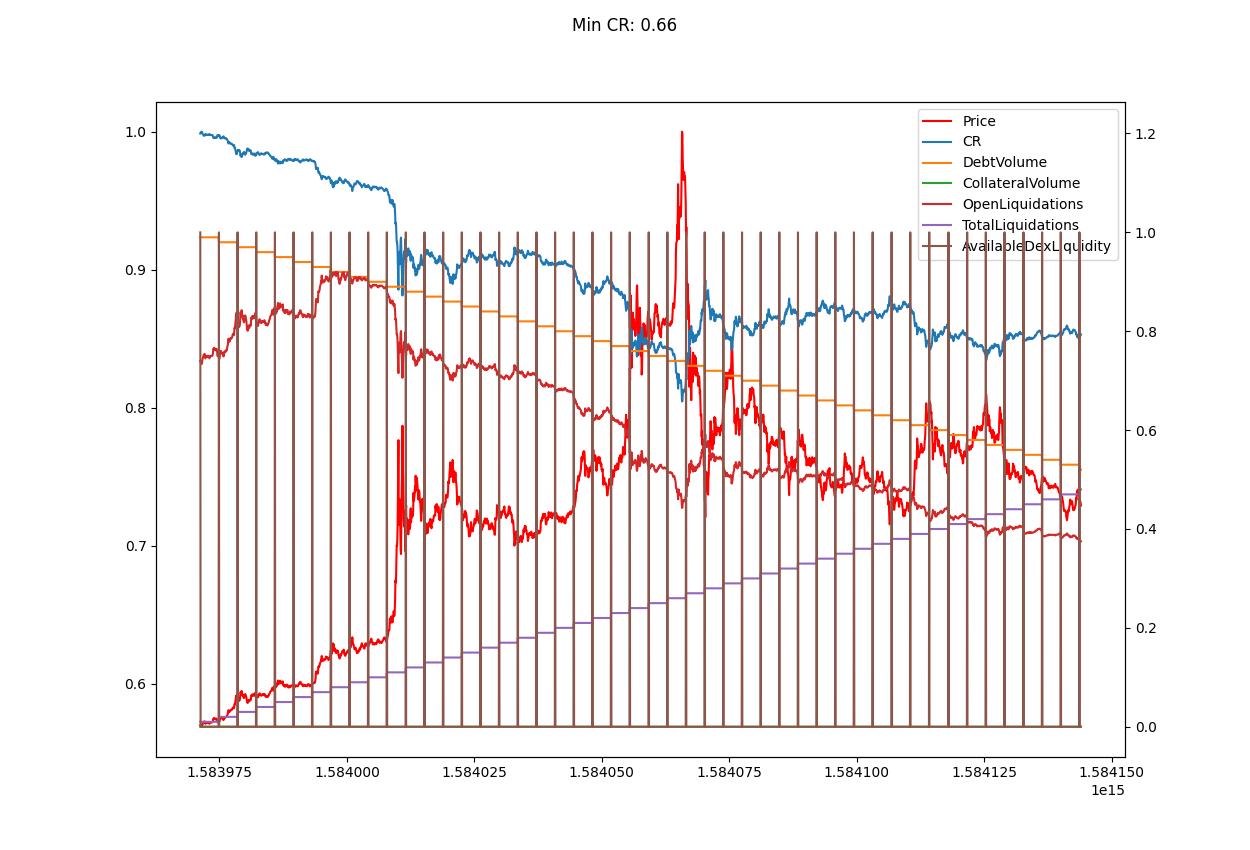 Min CR: 0.66
Price
CR
DebtVolume
CollateralVolume
OpenLiquidations
TotalLiquidations
AvailableDexLiquidity
1.0
0.9
0.8
0.7
0.6
1.2
1.0
0.8
0.6
0.4
0.2
0.0
1.583975
1.584000
1.584025
1.584050
1.584075
1.584100
1.584125
1.584150
1e15